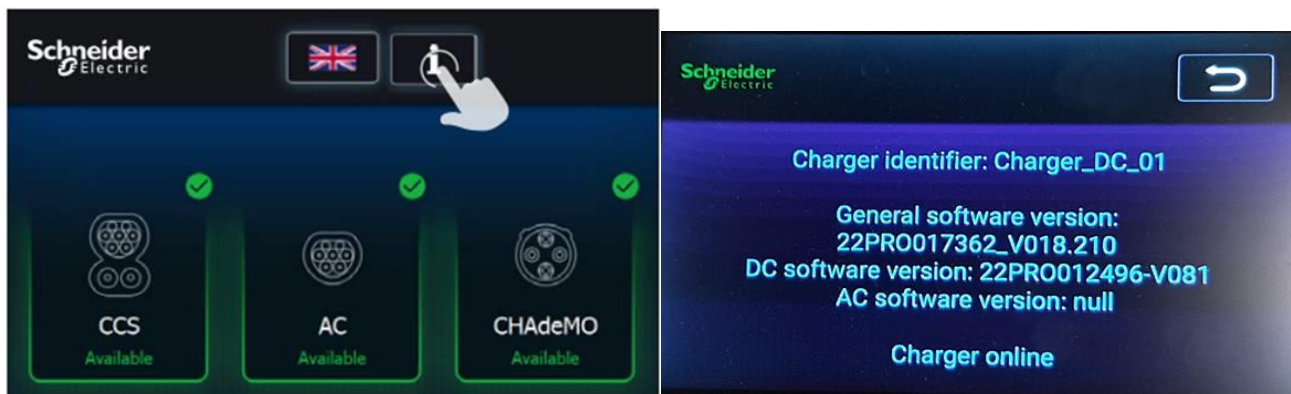 Schneider
Electric
i
CCS
Available
AC
Available
CHAdeMO
Available
Schneider
Electric
Charger identifier: Charger_DC_01
General software version:
22PRO017362_V018.210
DC software version: 22PRO012496-V081
AC software version: null
Charger online